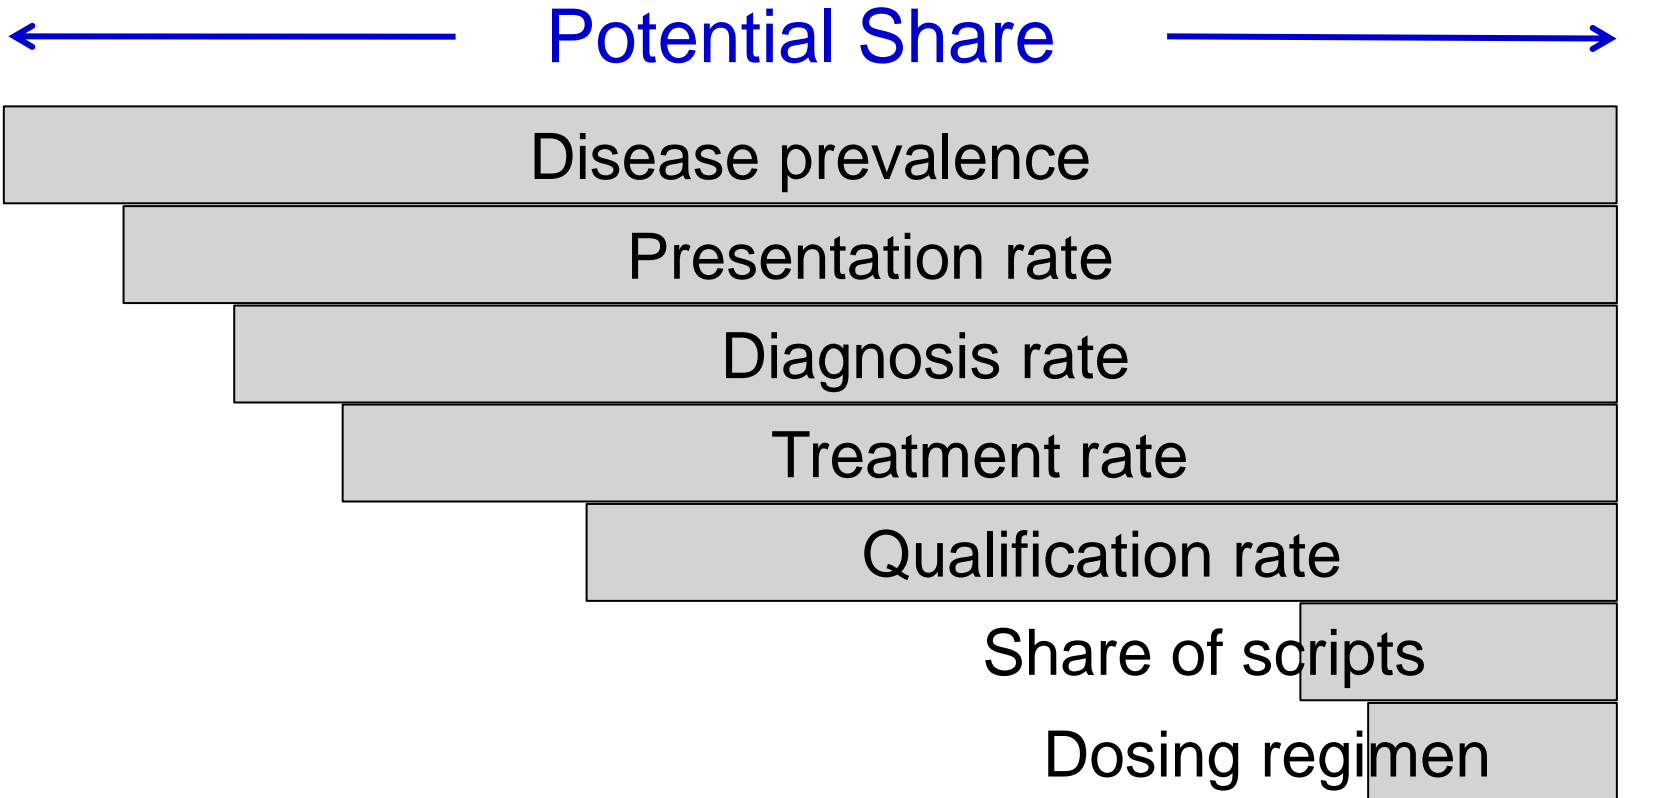 Potential Share
Disease prevalence
Presentation rate
Diagnosis rate
Treatment rate
Qualification rate
Share of scripts
Dosing regimen